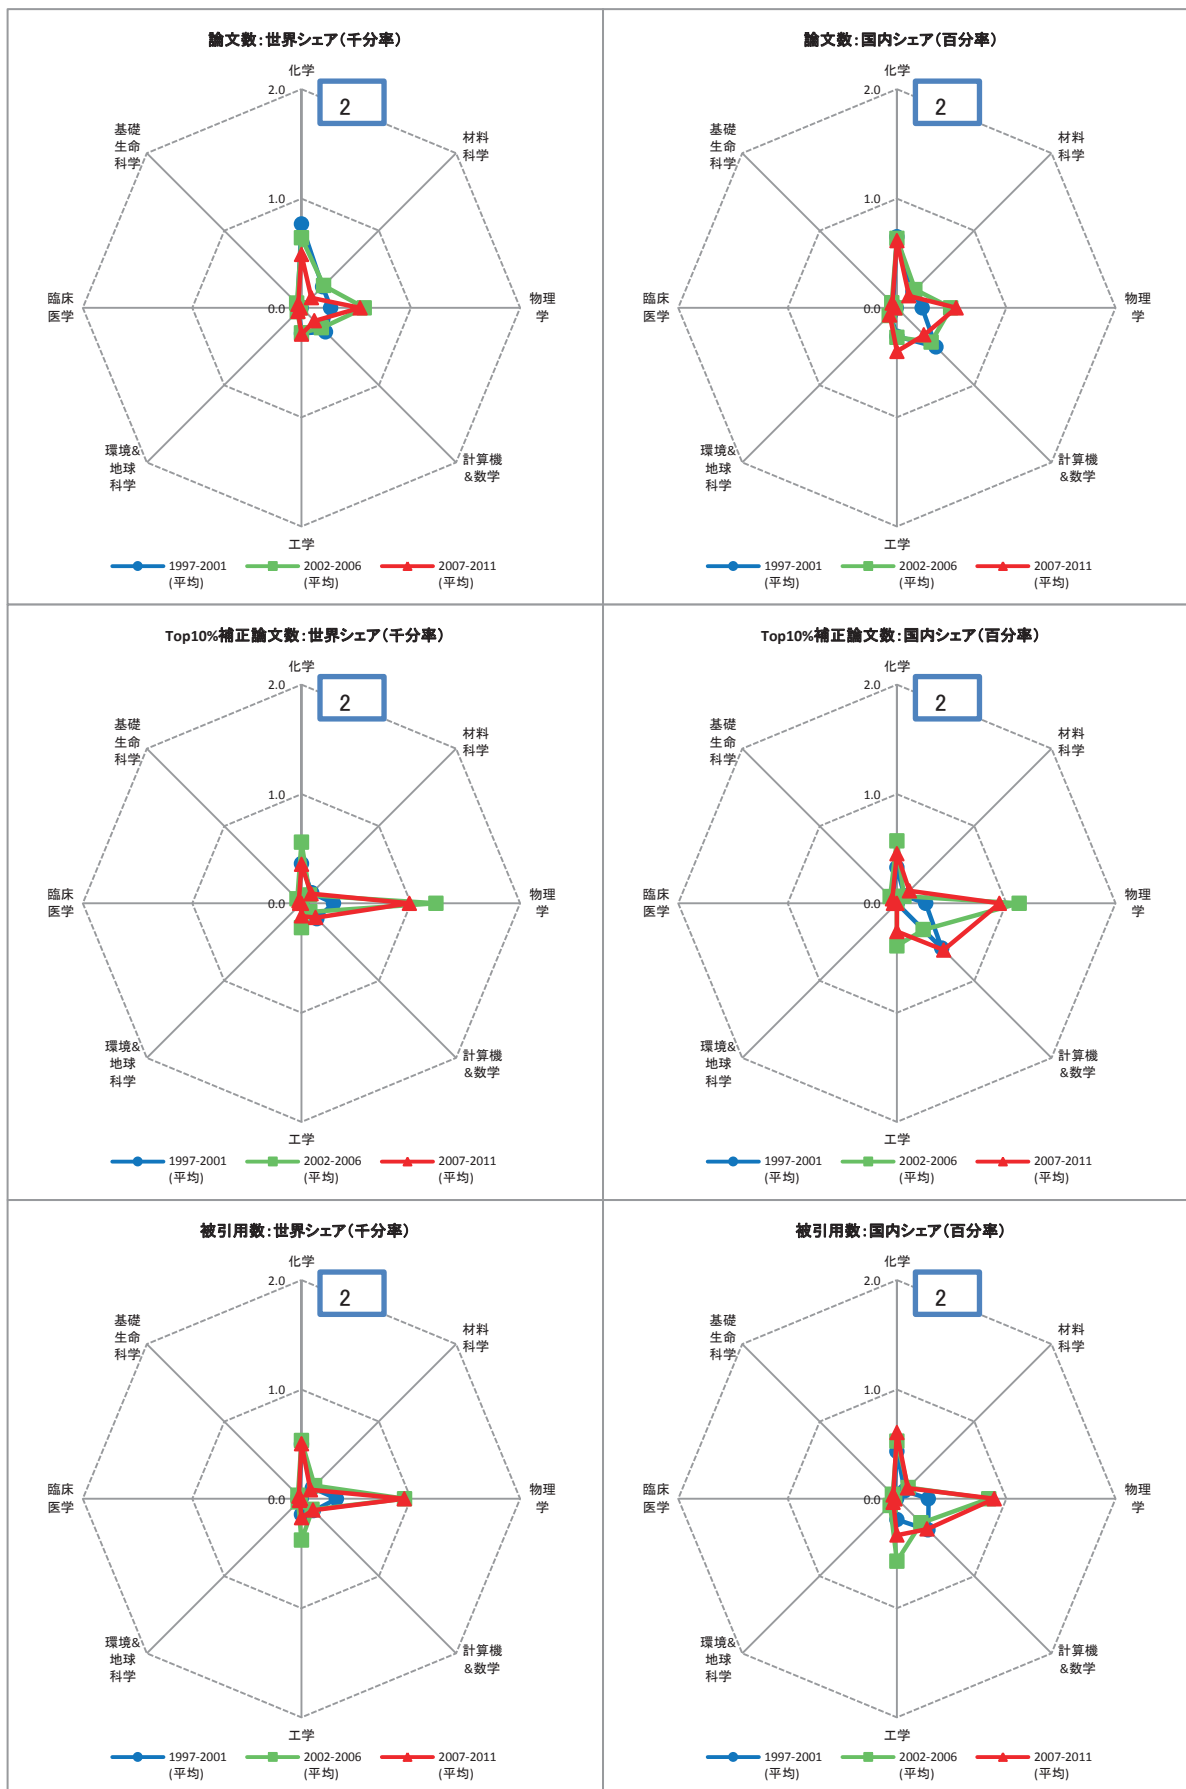 論文数：世界シェア（千分率）
化学
2.0
2
基礎
生命
科学
材料
科学
1.0
臨床
医学
0.0
物理
学
環境&
地球
科学
計算機
&数学
工学
1997-2001
(平均)
2002-2006
(平均)
2007-2011
(平均)
論文数：国内シェア（百分率）
化学
2.0
2
基礎
生命
科学
材料
科学
1.0
臨床
医学
0.0
物理
学
環境&
地球
科学
計算機
&数学
工学
1997-2001
(平均)
2002-2006
(平均)
2007-2011
(平均)
Top10%補正論文数：世界シェア（千分率）
化学
2.0
2
基礎
生命
科学
材料
科学
1.0
臨床
医学
0.0
物理
学
環境&
地球
科学
計算機
&数学
工学
1997-2001
(平均)
2002-2006
(平均)
2007-2011
(平均)
Top10%補正論文数：国内シェア（百分率）
化学
2.0
2
基礎
生命
科学
材料
科学
1.0
臨床
医学
0.0
物理
学
環境&
地球
科学
計算機
&数学
工学
1997-2001
(平均)
2002-2006
(平均)
2007-2011
(平均)
被引用数：世界シェア（千分率）
化学
2.0
2
基礎
生命
科学
材料
科学
1.0
臨床
医学
0.0
物理
学
環境&
地球
科学
計算機
&数学
工学
1997-2001
(平均)
2002-2006
(平均)
2007-2011
(平均)
被引用数：国内シェア（百分率）
化学
2.0
2
基礎
生命
科学
材料
科学
1.0
臨床
医学
0.0
物理
学
環境&
地球
科学
計算機
&数学
工学
1997-2001
(平均)
2002-2006
(平均)
2007-2011
(平均)